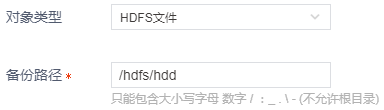 对象类型 HDFS文件
备份路径 * /hdfs/hdd
只能包含大小写字母 数字 / : _ . \ - (不允许根目录)